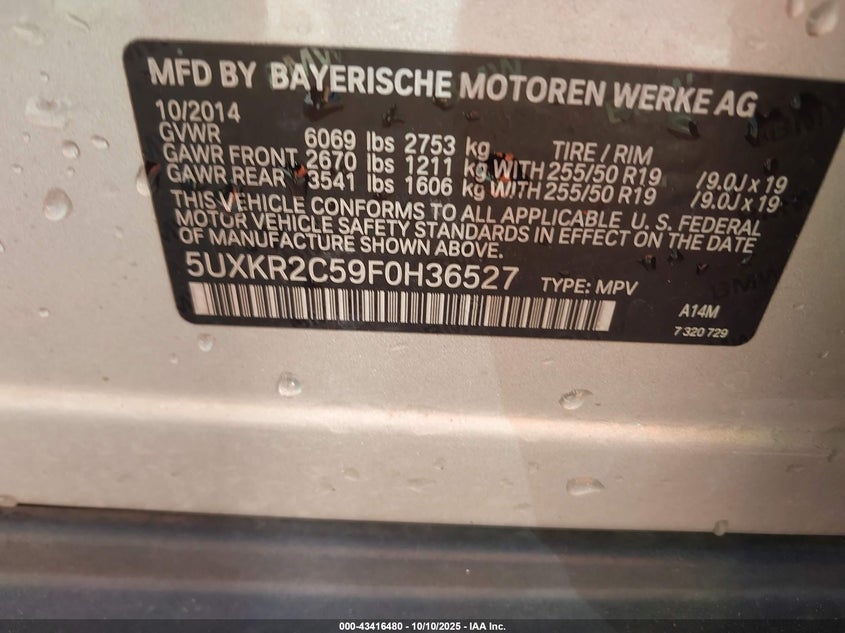 MFD BY BAYERISCHE MOTOREN WERKE AG
10/2014
GVWR 6069 lbs 2753 kg TIRE / RIM
GAWR FRONT 2670 lbs 1211 kg WITH 255/50 R19 /9.0J x 19
GAWR REAR 3541 lbs 1606 kg WITH 255/50 R19 /9.0J x 19
THIS VEHICLE CONFORMS TO ALL APPLICABLE U. S. FEDERAL
MOTOR VEHICLE SAFETY STANDARDS IN EFFECT ON THE DATE
OF MANUFACTURE SHOWN ABOVE.
5UXKR2C59F0H36527 TYPE: MPV
A14M
7 320 729
000-43416480 - 10/10/2025 - IAA Inc.